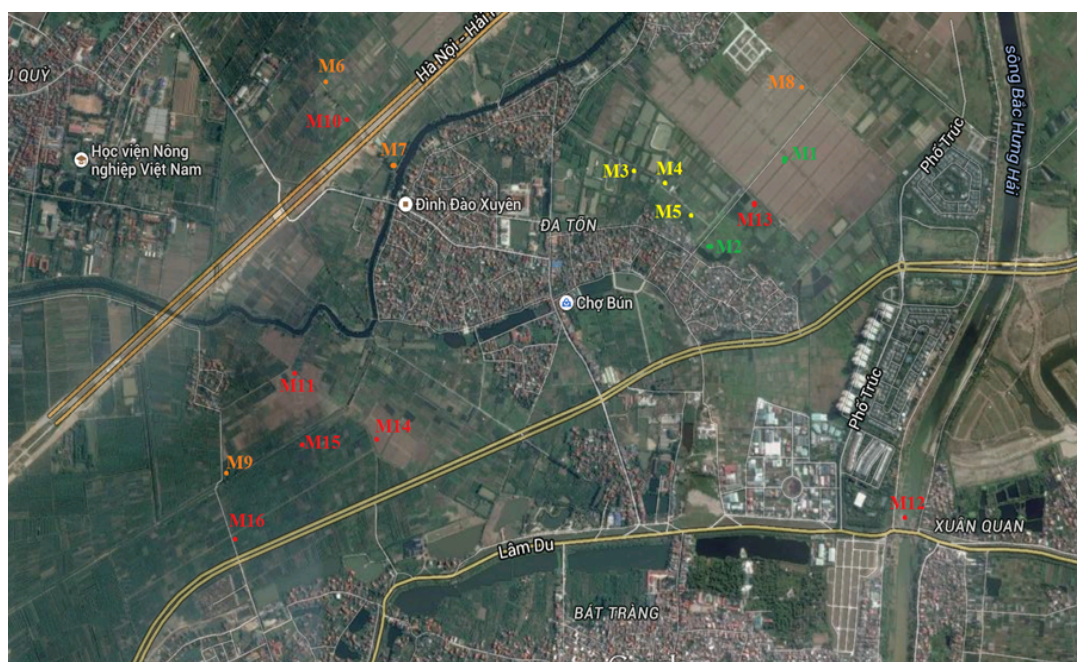 Hà Nội - Hải
U QUỲ
M6
M8
M10
sông Bắc Hưng Hải
Học viện Nông
nghiệp Việt Nam
M7
M3
M4
M1
Phố Trúc
Đình Đào Xuyên
M5
M13
ĐA TỐN
M2
Chợ Bún
M11
Phố Trúc
M15
M14
M9
M16
M12
XUÂN QUAN
Lâm Du
BÁT TRÀNG